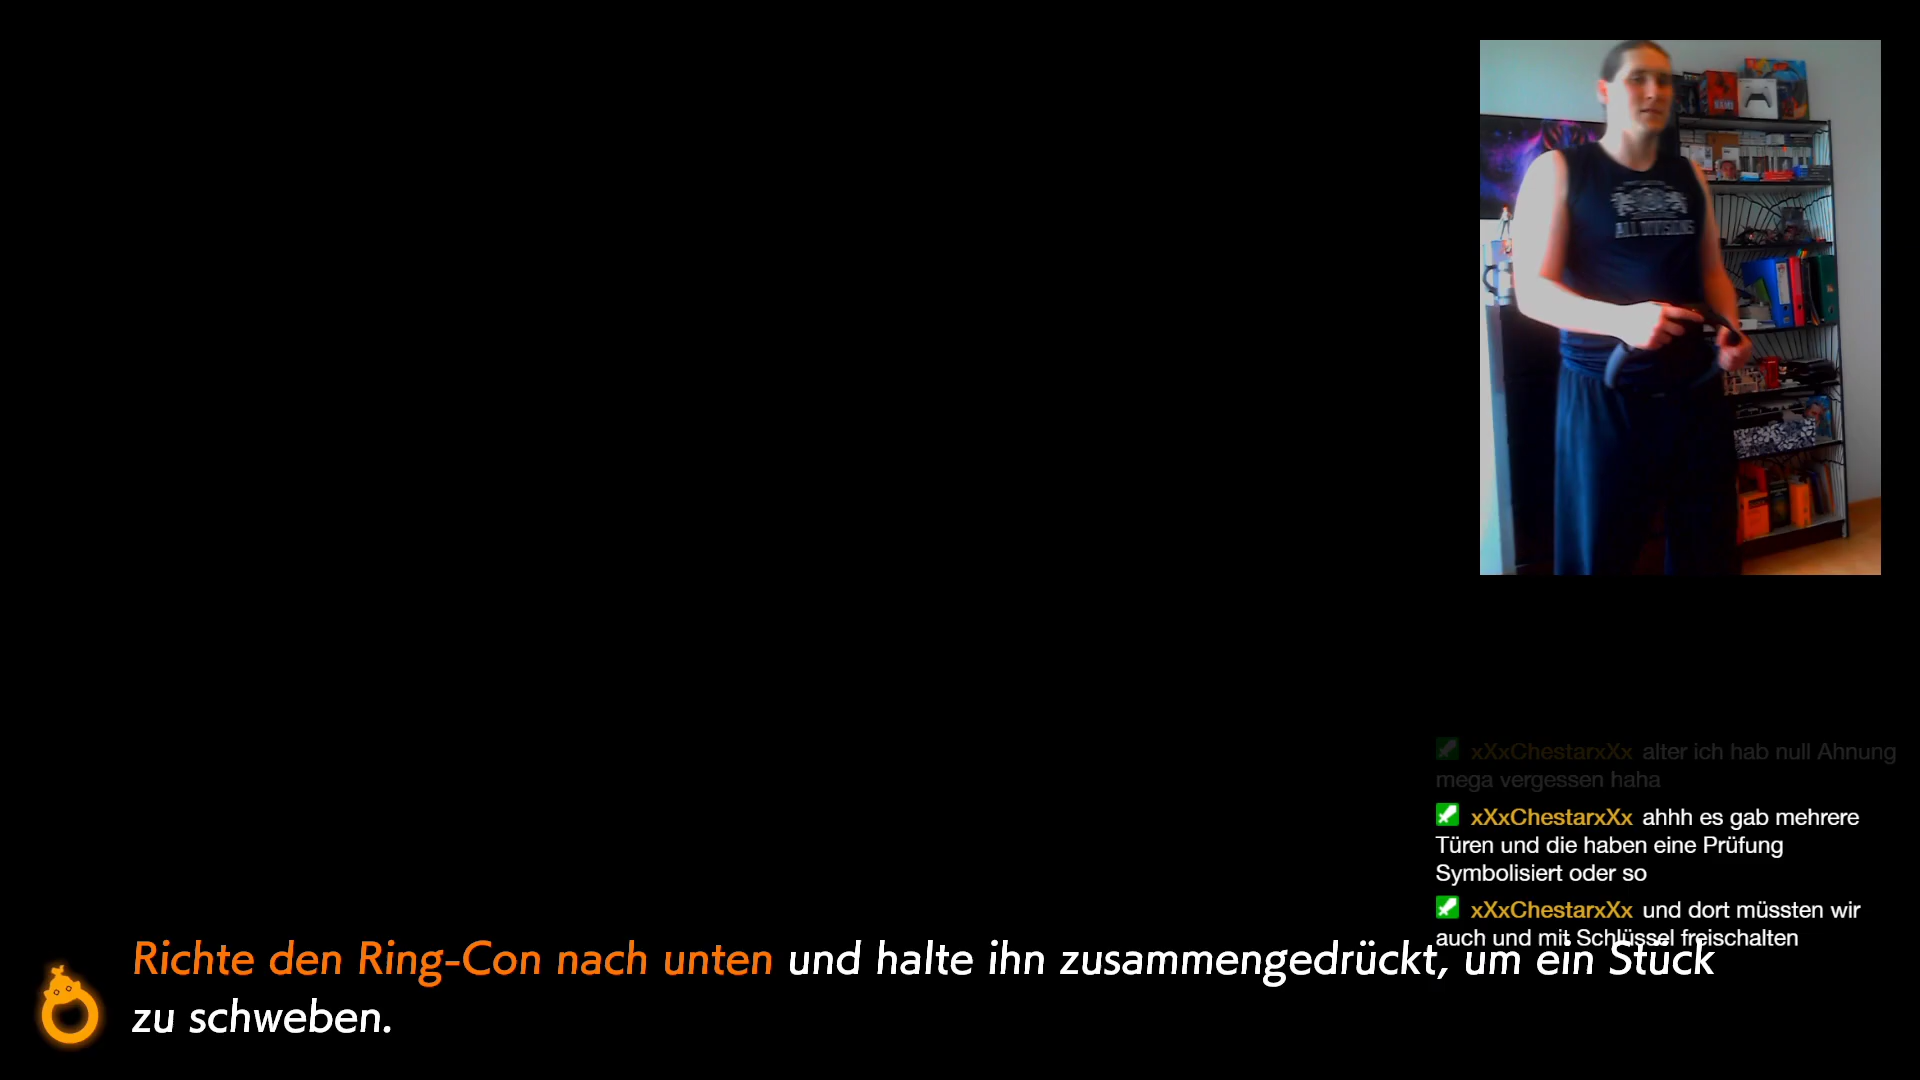 ALL DIVISIONS
xXxChestarxXx alter ich hab null Ahnung
mega vergessen haha
xXxChestarxXx ahhh es gab mehrere
Türen und die haben eine Prüfung
Symbolisiert oder so
xXxChestarxXx und dort müssten wir
auch und mit Schlüssel freischalten
Richte den Ring-Con nach unten und halte ihn zusammengedrückt, um ein Stück
zu schweben.